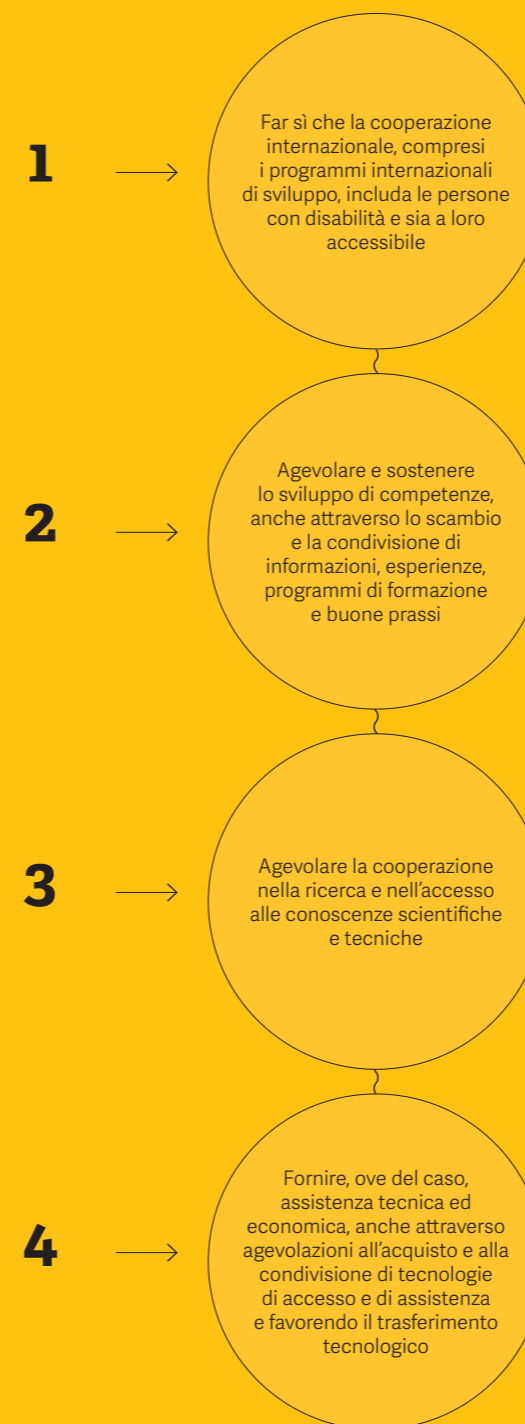 1
Far sì che la cooperazione
internazionale, compresi
i programmi internazionali
di sviluppo, includa le persone
con disabilità e sia a loro
accessibile
2
Agevolare e sostenere
lo sviluppo di competenze,
anche attraverso lo scambio
e la condivisione di
informazioni, esperienze,
programmi di formazione
e buone prassi
3
Agevolare la cooperazione
nella ricerca e nell'accesso
alle conoscenze scientifiche
e tecniche
4
Fornire, ove del caso,
assistenza tecnica ed
economica, anche attraverso
agevolazioni all'acquisto e alla
condivisione di tecnologie
di accesso e di assistenza
e favorendo il trasferimento
tecnologico